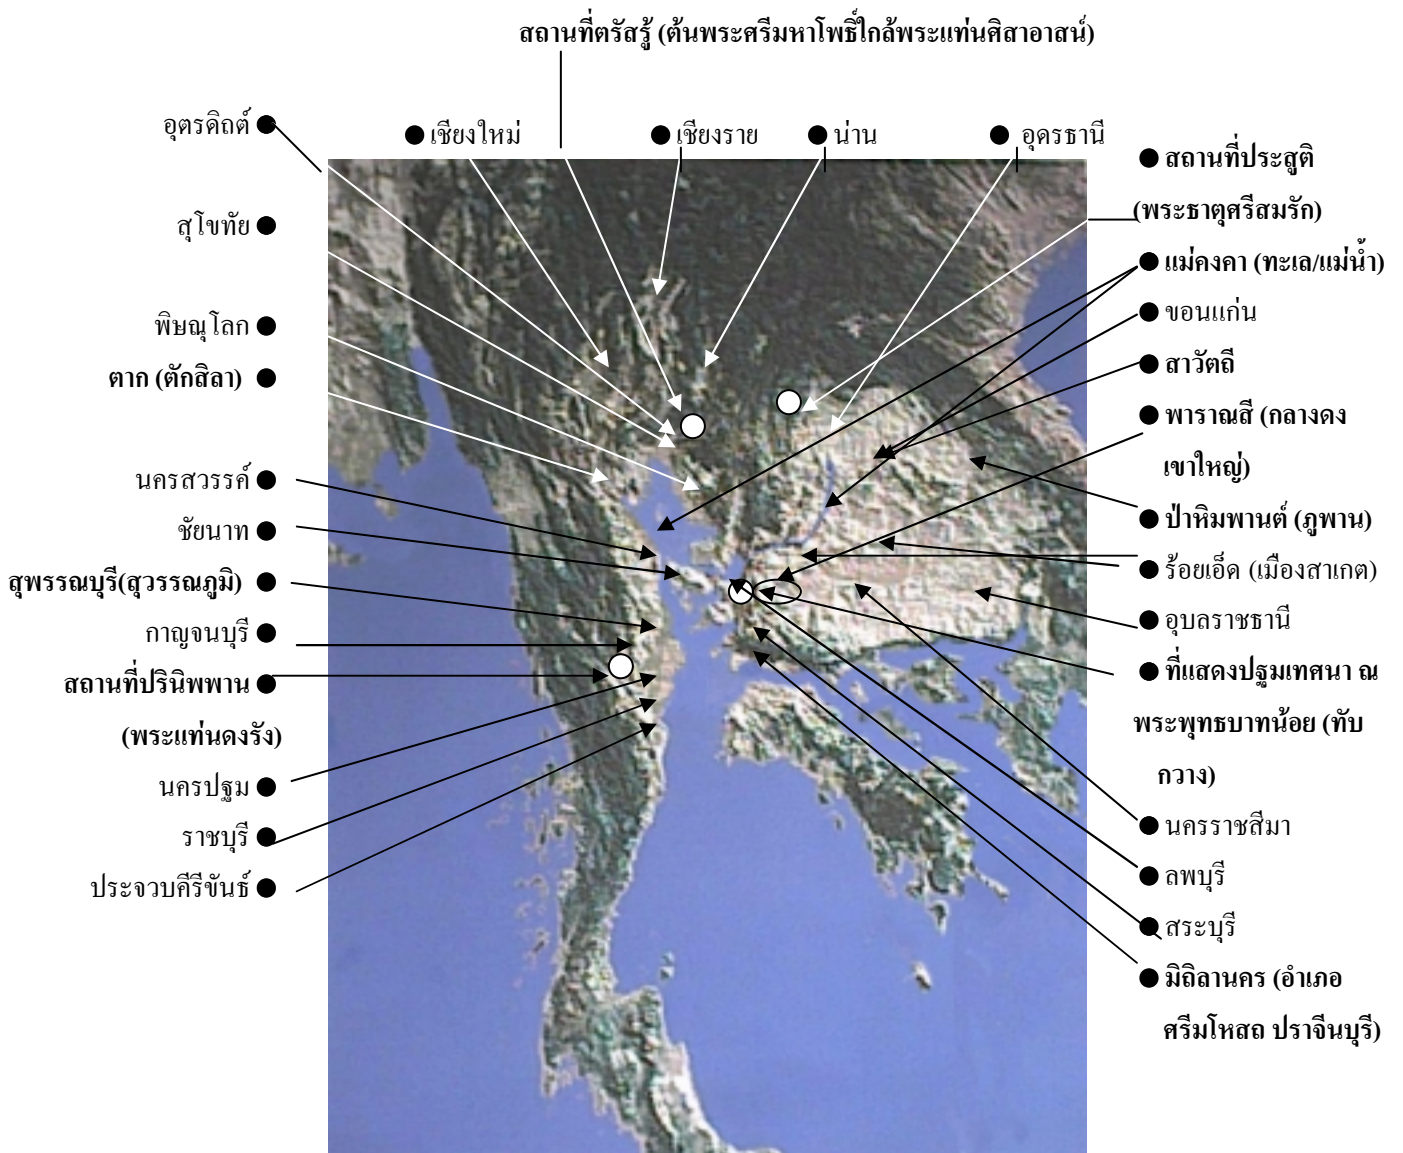 สถานที่ตรัสรู้ (ต้นพระศรีมหาโพธิ์ใกล้พระแท่นศิลาอาสน์)
อุตรดิถต์ ●
● เชียงใหม่
● เชียงราย
● น่าน
● อุดรธานี
สุโขทัย ●
พิษณุโลก ●
ตาก (ตักสิลา) ●
นครสวรรค์ ●
ชัยนาท ●
สุพรรณบุรี(สุวรรณภูมิ) ●
กาญจนบุรี ●
สถานที่ปรินิพพาน ●
(พระแท่นดงรัง)
นครปฐม ●
ราชบุรี ●
ประจวบคีรีขันธ์ ●
● สถานที่ประสูติ
(พระธาตุศรีสมรัก)
● แม่คงคา (ทะเล/แม่น้ำ)
● ขอนแก่น
● สาวัตถี
● พาราณสี (กลางดง
เขาใหญ่)
● ป่าหิมพานต์ (ภูพาน)
● ร้อยเอ็ด (เมืองสาเกต)
● อุบลราชธานี
● ที่แสดงปฐมเทศนา ณ
พระพุทธบาทน้อย (ทับ
กวาง)
● นครราชสีมา
● ลพบุรี
● สระบุรี
● มิถิลานคร (อำเภอ
ศรีมโหสถ ปราจีนบุรี)